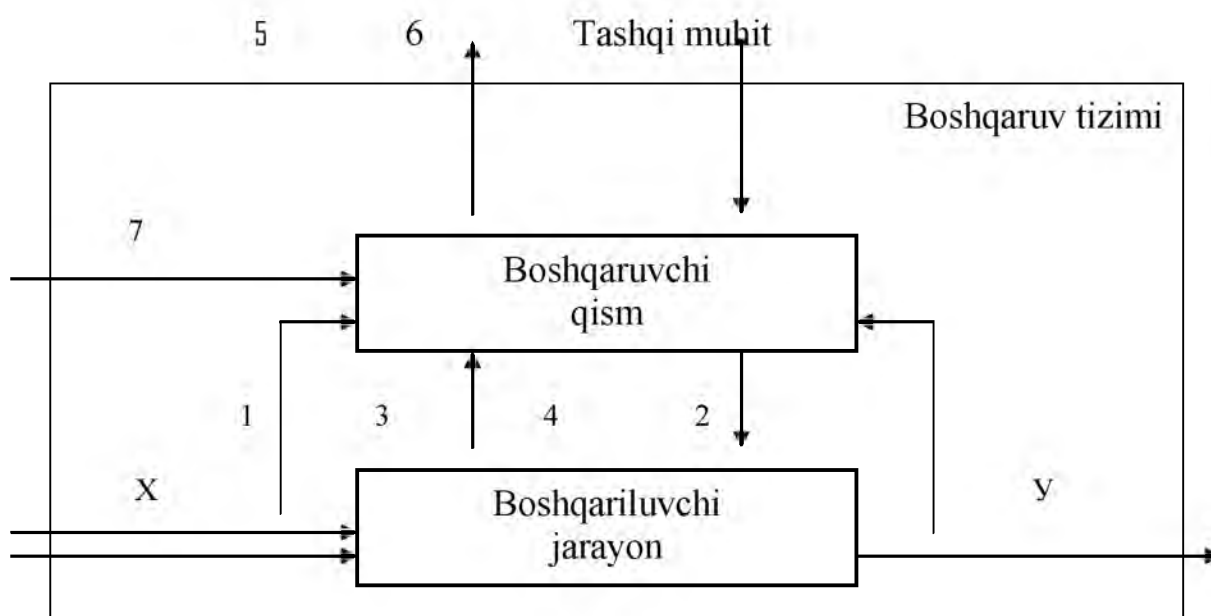 5 6 Tashqi muhit
Boshqaruv tizimi
7
Boshqaruvchi
qism
1 3 4 2
X У
Boshqariluvchi
jarayon